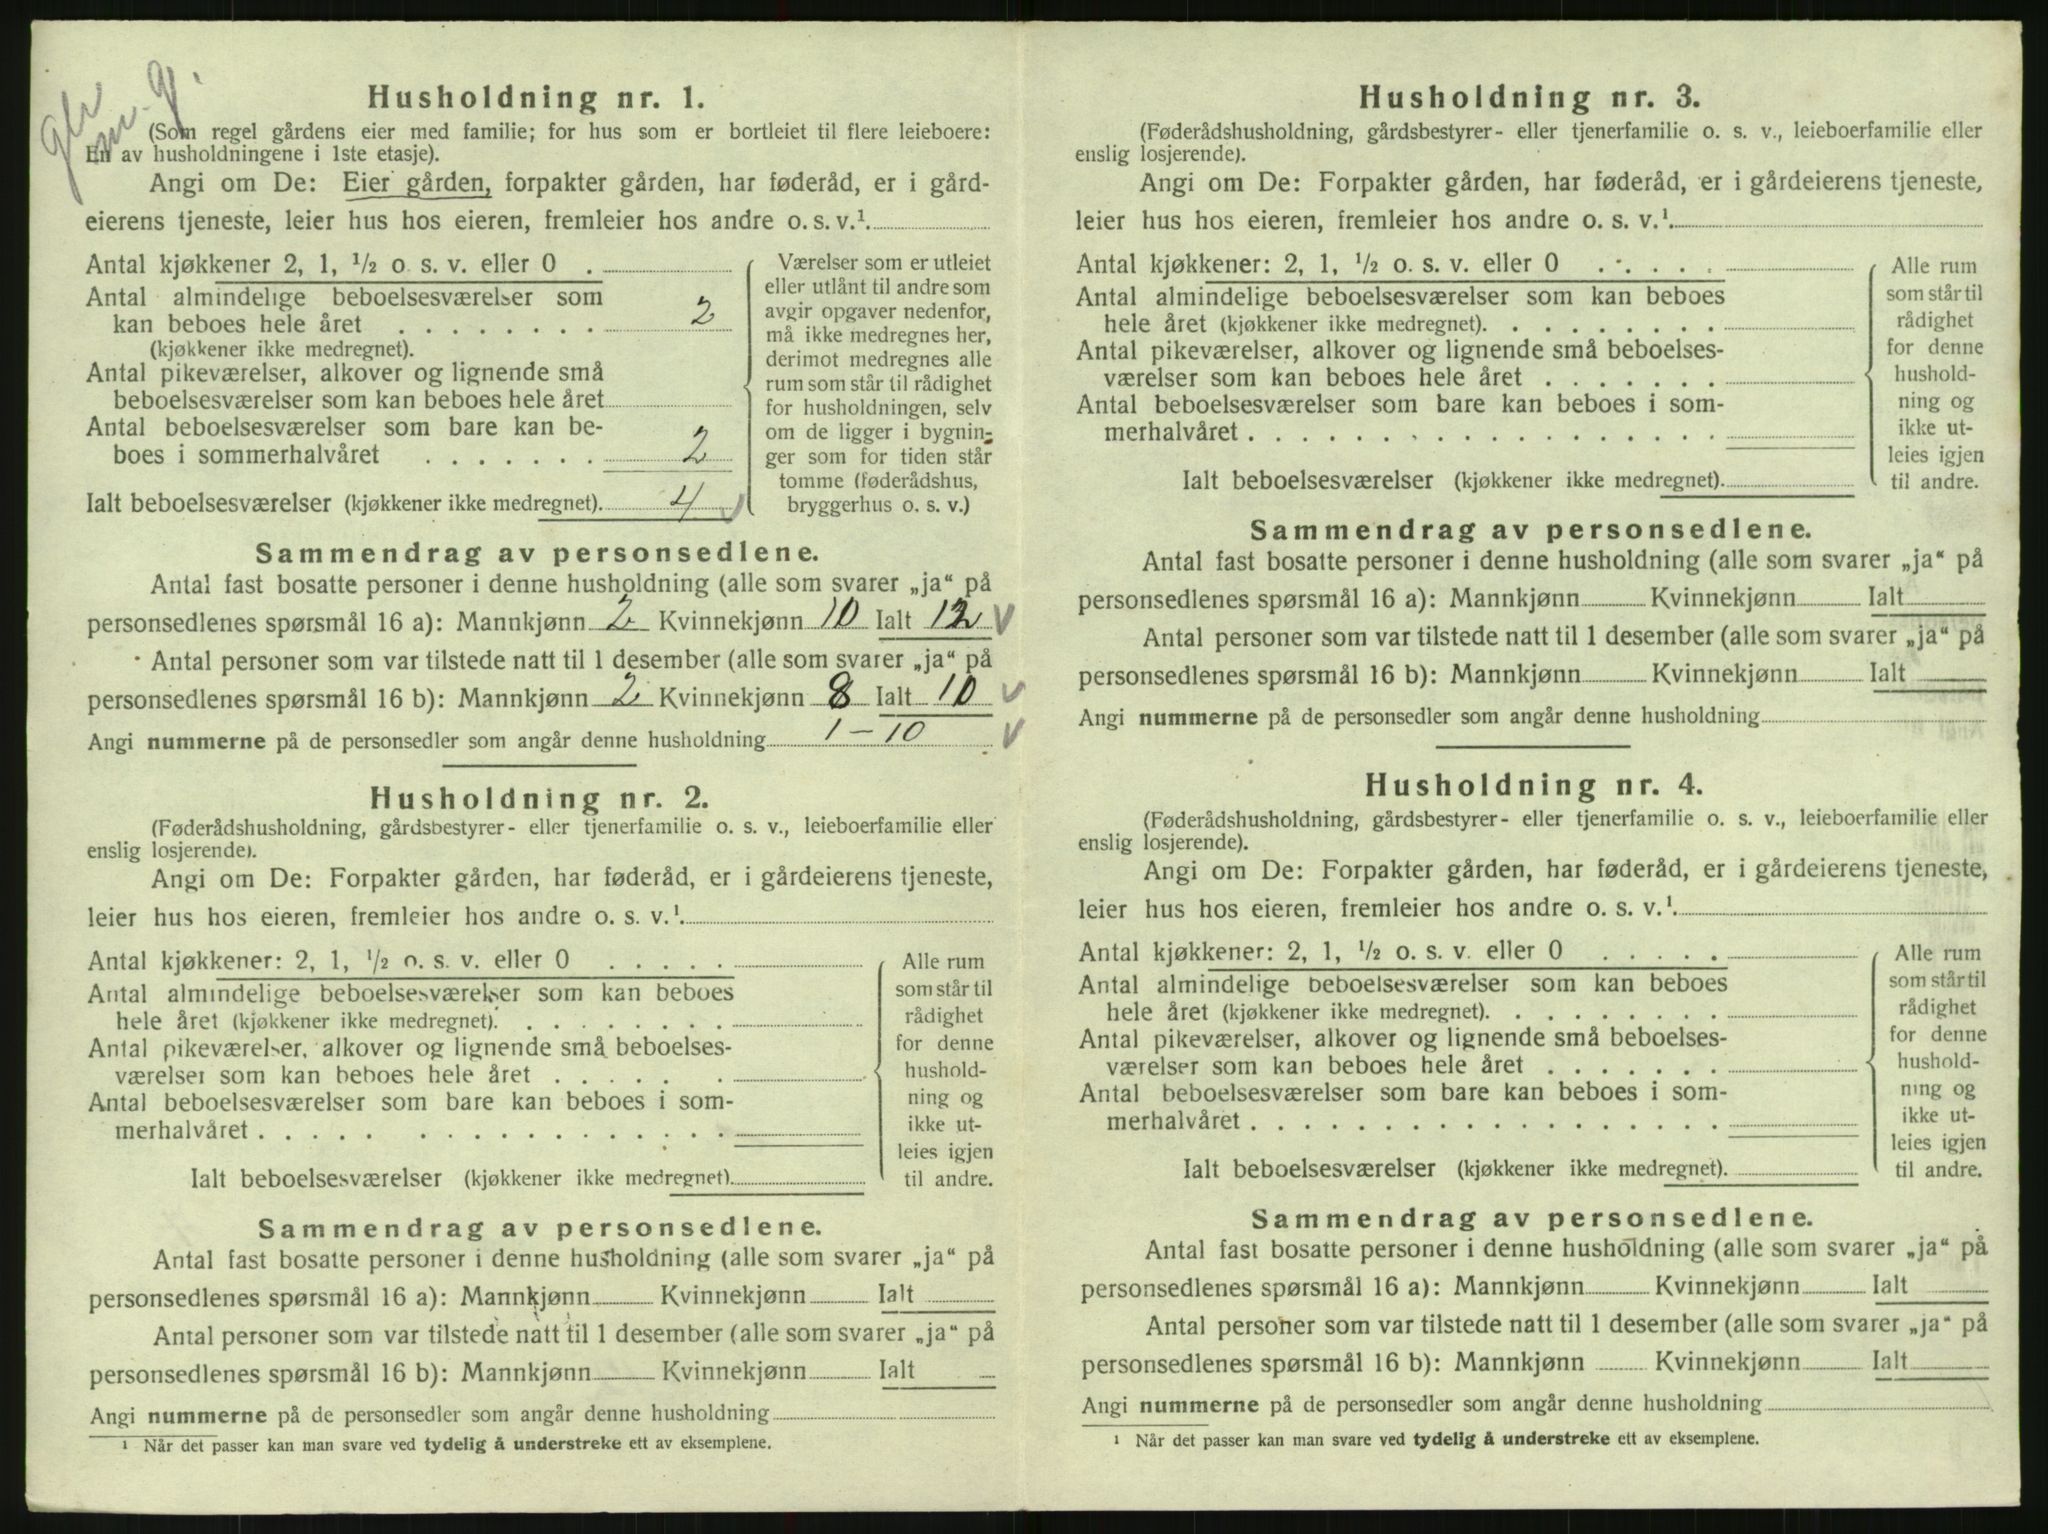 Husholdning nr. 1.
(Som regel gårdens eier med familie; for hus som er bortleiet til flere leieboere:
En av husholdningene i 1ste etasje).
Angi om De: Eier gården, forpakter gården, har føderåd, er i gård-
eierens tjeneste, leier hus hos eieren, fremleier hos andre o. s. v.¹.
Antal kjøkkener 2, 1, ½ o. s. v. eller 0 .
Antal almindelige beboelsesværelser som
kan beboes hele året . . . . . . . . 2
(kjøkkener ikke medregnet).
Antal pikeværelser, alkover og lignende små
beboelsesværelser som kan beboes hele året
Antal beboelsesværelser som bare kan be-
boes i sommerhalvåret . . . . . . . 2
Ialt beboelsesværelser (kjøkkener ikke medregnet). 4
Værelser som er utleiet
eller utlånt til andre som
avgir opgaver nedenfor,
må ikke medregnes her,
derimot medregnes alle
rum som står til rådighet
for husholdningen, selv
om de ligger i bygnin-
ger som for tiden står
tomme (føderådshus,
bryggerhus o. s. v.)
Sammendrag av personsedlene.
Antal fast bosatte personer i denne husholdning (alle som svarer „ja“ på
personsedlenes spørsmål 16 a): Mannkjønn 2 Kvinnekjønn 10 Ialt 12
Antal personer som var tilstede natt til 1 desember (alle som svarer „ja“ på
personsedlenes spørsmål 16 b): Mannkjønn 2 Kvinnekjønn 8 Ialt 10
Angi nummerne på de personsedler som angår denne husholdning 1 – 10
Husholdning nr. 2.
(Føderådshusholdning, gårdsbestyrer- eller tjenerfamilie o. s. v., leieboerfamilie eller
enslig losjerende).
Angi om De: Forpakter gården, har føderåd, er i gårdeierens tjeneste,
leier hus hos eieren, fremleier hos andre o. s. v.¹.
Antal kjøkkener: 2, 1, ½ o. s. v. eller 0 . . . . .
Antal almindelige beboelsesværelser som kan beboes
hele året (kjøkkener ikke medregnet). . . . . . . . .
Antal pikeværelser, alkover og lignende små beboelses-
værelser som kan beboes hele året . . . . . .
Antal beboelsesværelser som bare kan beboes i som-
merhalvåret . . . . . . . . . . . . . . . . .
Ialt beboelsesværelser (kjøkkener ikke medregnet).
Alle rum
som står til
rådighet
for denne
hushold-
ning og
ikke ut-
leies igjen
til andre.
Sammendrag av personsedlene.
Antal fast bosatte personer i denne husholdning (alle som svarer „ja“ på
personsedlenes spørsmål 16 a): Mannkjønn Kvinnekjønn Ialt
Antal personer som var tilstede natt til 1 desember (alle som svarer „ja“ på
personsedlenes spørsmål 16 b): Mannkjønn Kvinnekjønn Ialt
Angi nummerne på de personsedler som angår denne husholdning
¹ Når det passer kan man svare ved tydelig å understreke ett av eksemplene.
Husholdning nr. 3.
(Føderådshusholdning, gårdsbestyrer- eller tjenerfamilie o. s. v., leieboerfamilie eller
enslig losjerende).
Angi om De: Forpakter gården, har føderåd, er i gårdeierens tjeneste,
leier hus hos eieren, fremleier hos andre o. s. v.¹.
Antal kjøkkener: 2, 1, ½ o. s. v. eller 0 . . . . .
Antal almindelige beboelsesværelser som kan beboes
hele året (kjøkkener ikke medregnet). . . . . . . . .
Antal pikeværelser, alkover og lignende små beboelses-
værelser som kan beboes hele året . . . . . . .
Antal beboelsesværelser som bare kan beboes i som-
merhalvåret . . . . . . . . . . . . . . . . . .
Ialt beboelsesværelser (kjøkkener ikke medregnet).
Alle rum
som står til
rådighet
for denne
hushold-
ning og
ikke ut-
leies igjen
til andre.
Sammendrag av personsedlene.
Antal fast bosatte personer i denne husholdning (alle som svarer „ja“ på
personsedlenes spørsmål 16 a): Mannkjønn Kvinnekjønn Ialt
Antal personer som var tilstede natt til 1 desember (alle som svarer „ja“ på
personsedlenes spørsmål 16 b): Mannkjønn Kvinnekjønn Ialt
Angi nummerne på de personsedler som angår denne husholdning
Husholdning nr. 4.
(Føderådshusholdning, gårdsbestyrer- eller tjenerfamilie o. s. v., leieboerfamilie eller
enslig losjerende).
Angi om De: Forpakter gården, har føderåd, er i gårdeierens tjeneste,
leier hus hos eieren, fremleier hos andre o. s. v.¹.
Antal kjøkkener: 2, 1, ½ o. s. v. eller 0 . . . . .
Antal almindelige beboelsesværelser som kan beboes
hele året (kjøkkener ikke medregnet). . . . . . . . .
Antal pikeværelser, alkover og lignende små beboelses-
værelser som kan beboes hele året . . . . . . .
Antal beboelsesværelser som bare kan beboes i som-
merhalvåret . . . . . . . . . . . . . . . . . .
Ialt beboelsesværelser (kjøkkener ikke medregnet).
Alle rum
som står til
rådighet
for denne
hushold-
ning og
ikke ut-
leies igjen
til andre.
Sammendrag av personsedlene.
Antal fast bosatte personer i denne husholdning (alle som svarer „ja“ på
personsedlenes spørsmål 16 a): Mannkjønn Kvinnekjønn Ialt
Antal personer som var tilstede natt til 1 desember (alle som svarer „ja“ på
personsedlenes spørsmål 16 b): Mannkjønn Kvinnekjønn Ialt
Angi nummerne på de personsedler som angår denne husholdning
¹ Når det passer kan man svare ved tydelig å understreke ett av eksemplene.